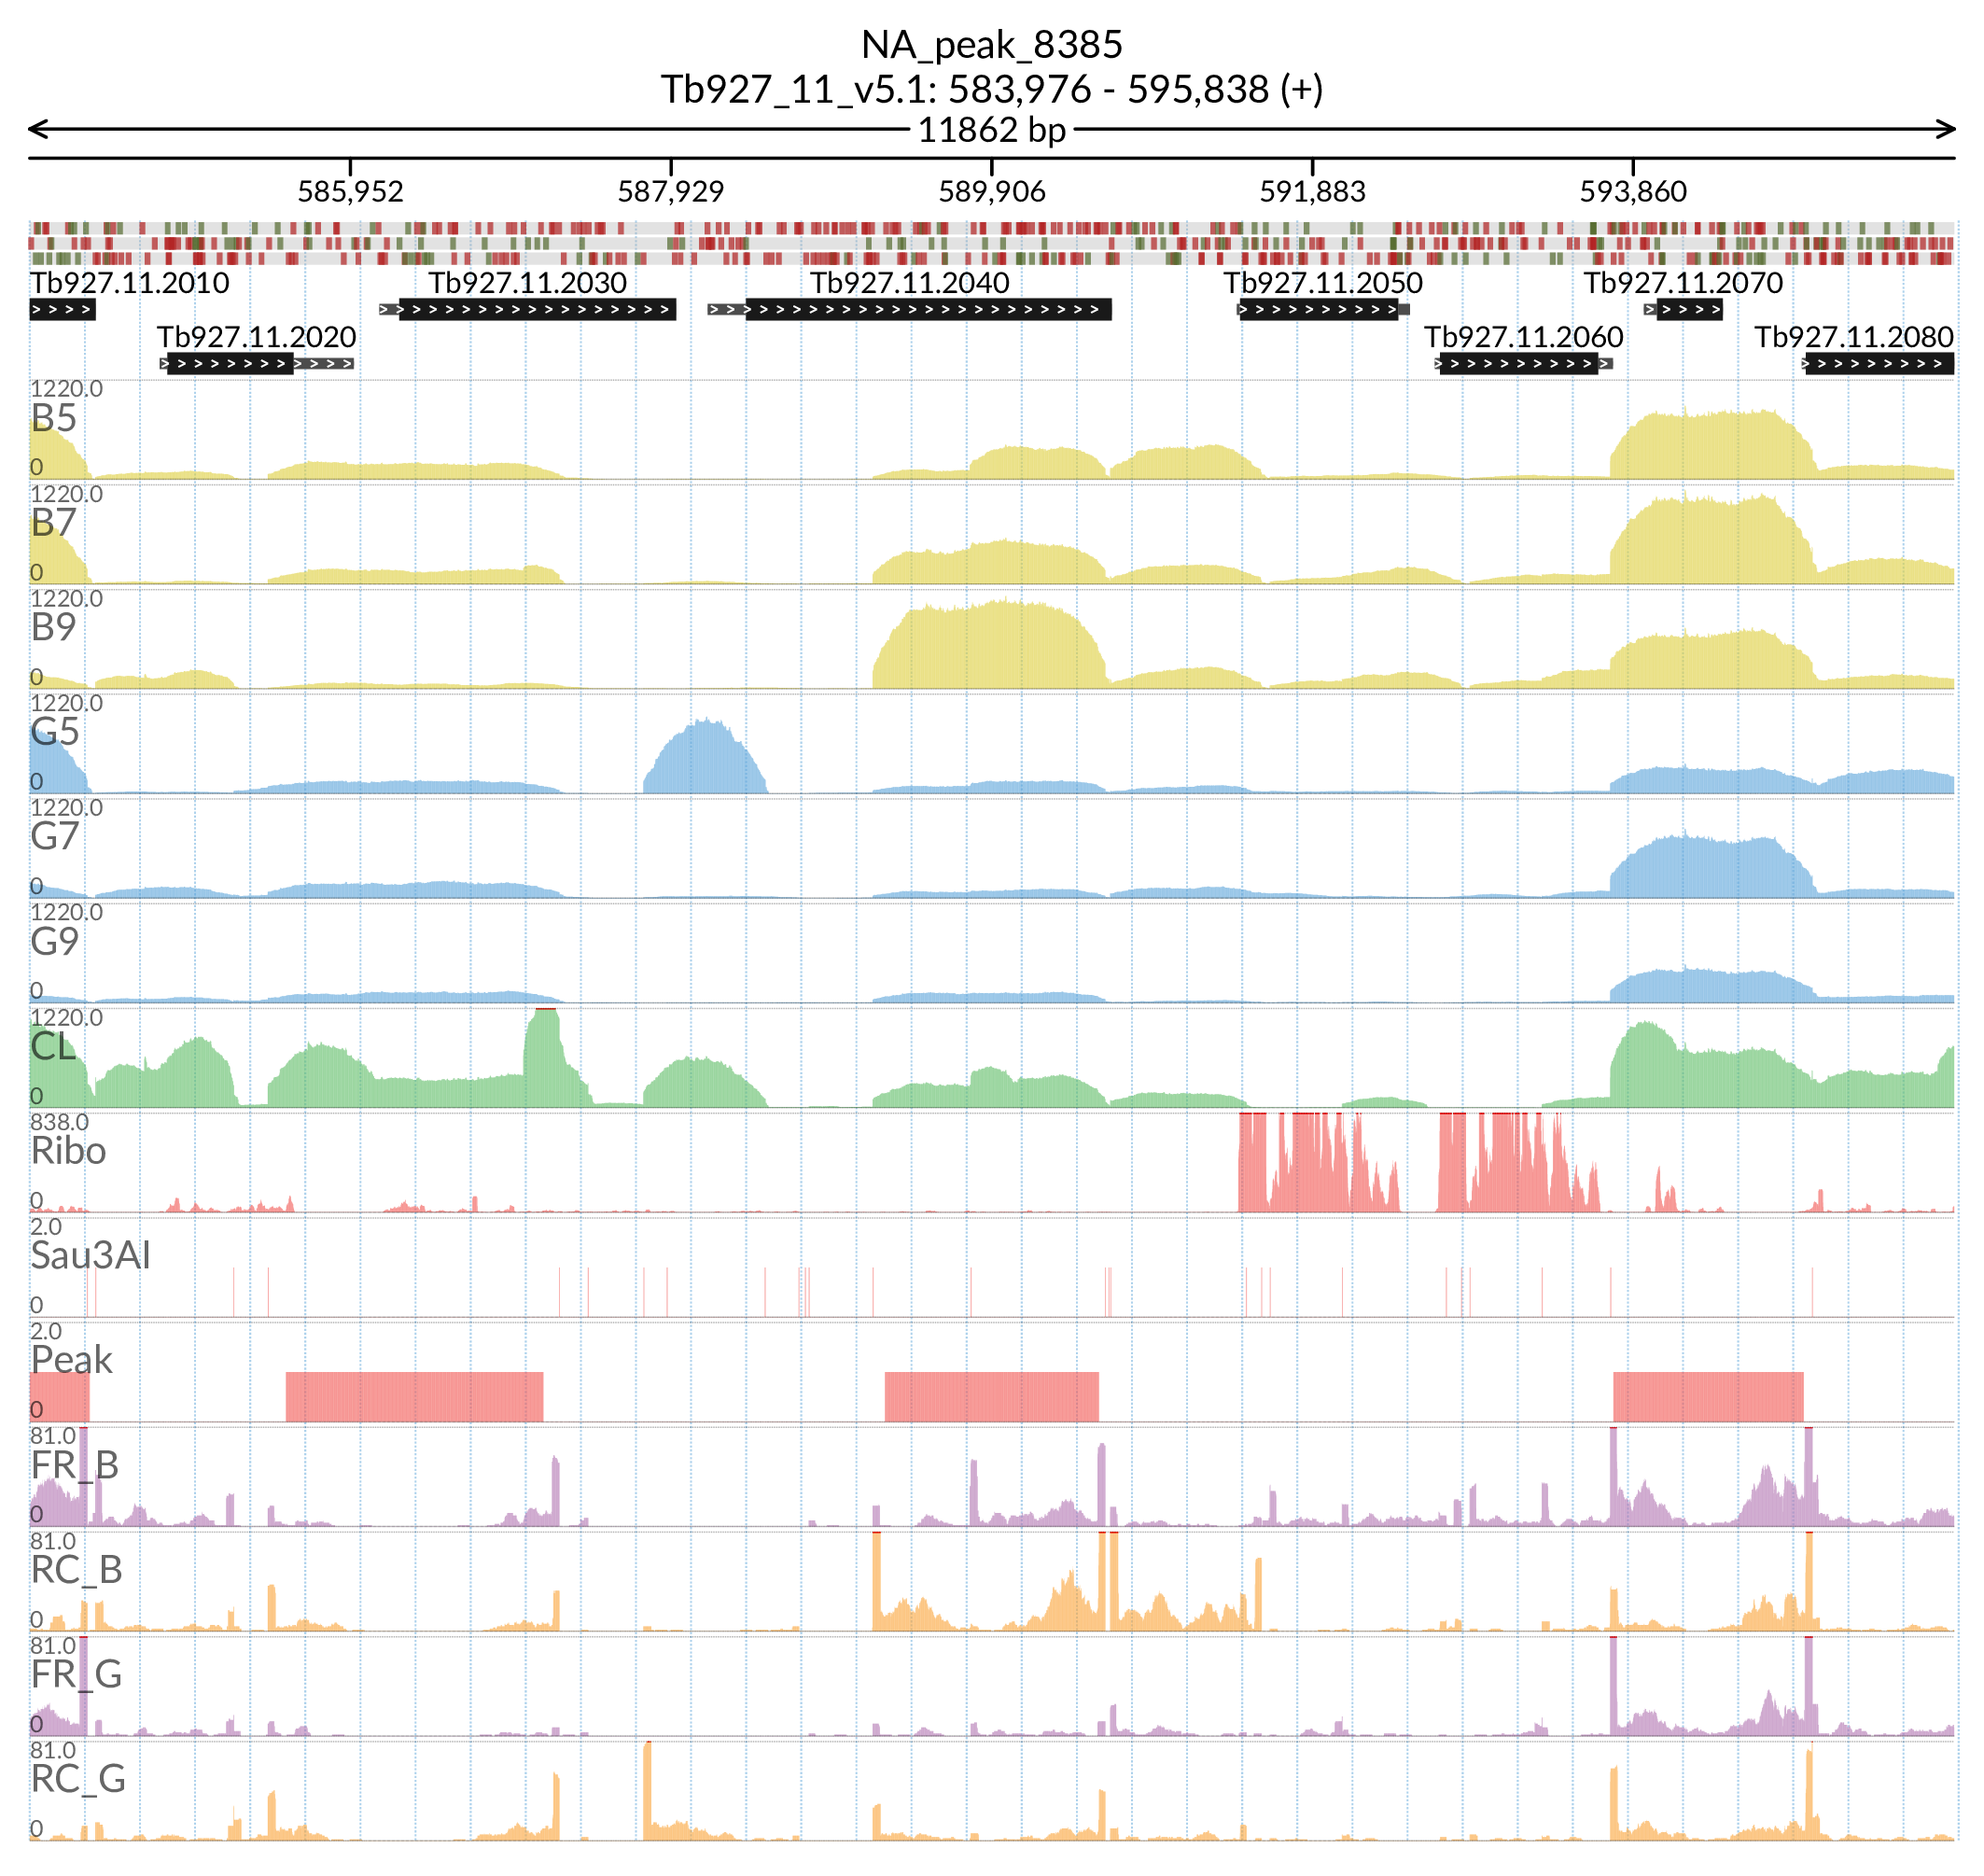 NA_peak_8385
Tb927_11_v5.1: 583,976 - 595,838 (+)
11862 bp
585,952 587,929 589,906 591,883 593,860
Tb927.11.2010 Tb927.11.2030 Tb927.11.2040 Tb927.11.2050 Tb927.11.2070
Tb927.11.2020 Tb927.11.2060 Tb927.11.2080
1220.0
B5
0
1220.0
B7
0
1220.0
B9
0
1220.0
G5
0
1220.0
G7
0
1220.0
G9
0
1220.0
CL
0
838.0
Ribo
0
2.0
Sau3AI
0
2.0
Peak
0
81.0
FR_B
0
81.0
RC_B
0
81.0
FR_G
0
81.0
RC_G
0